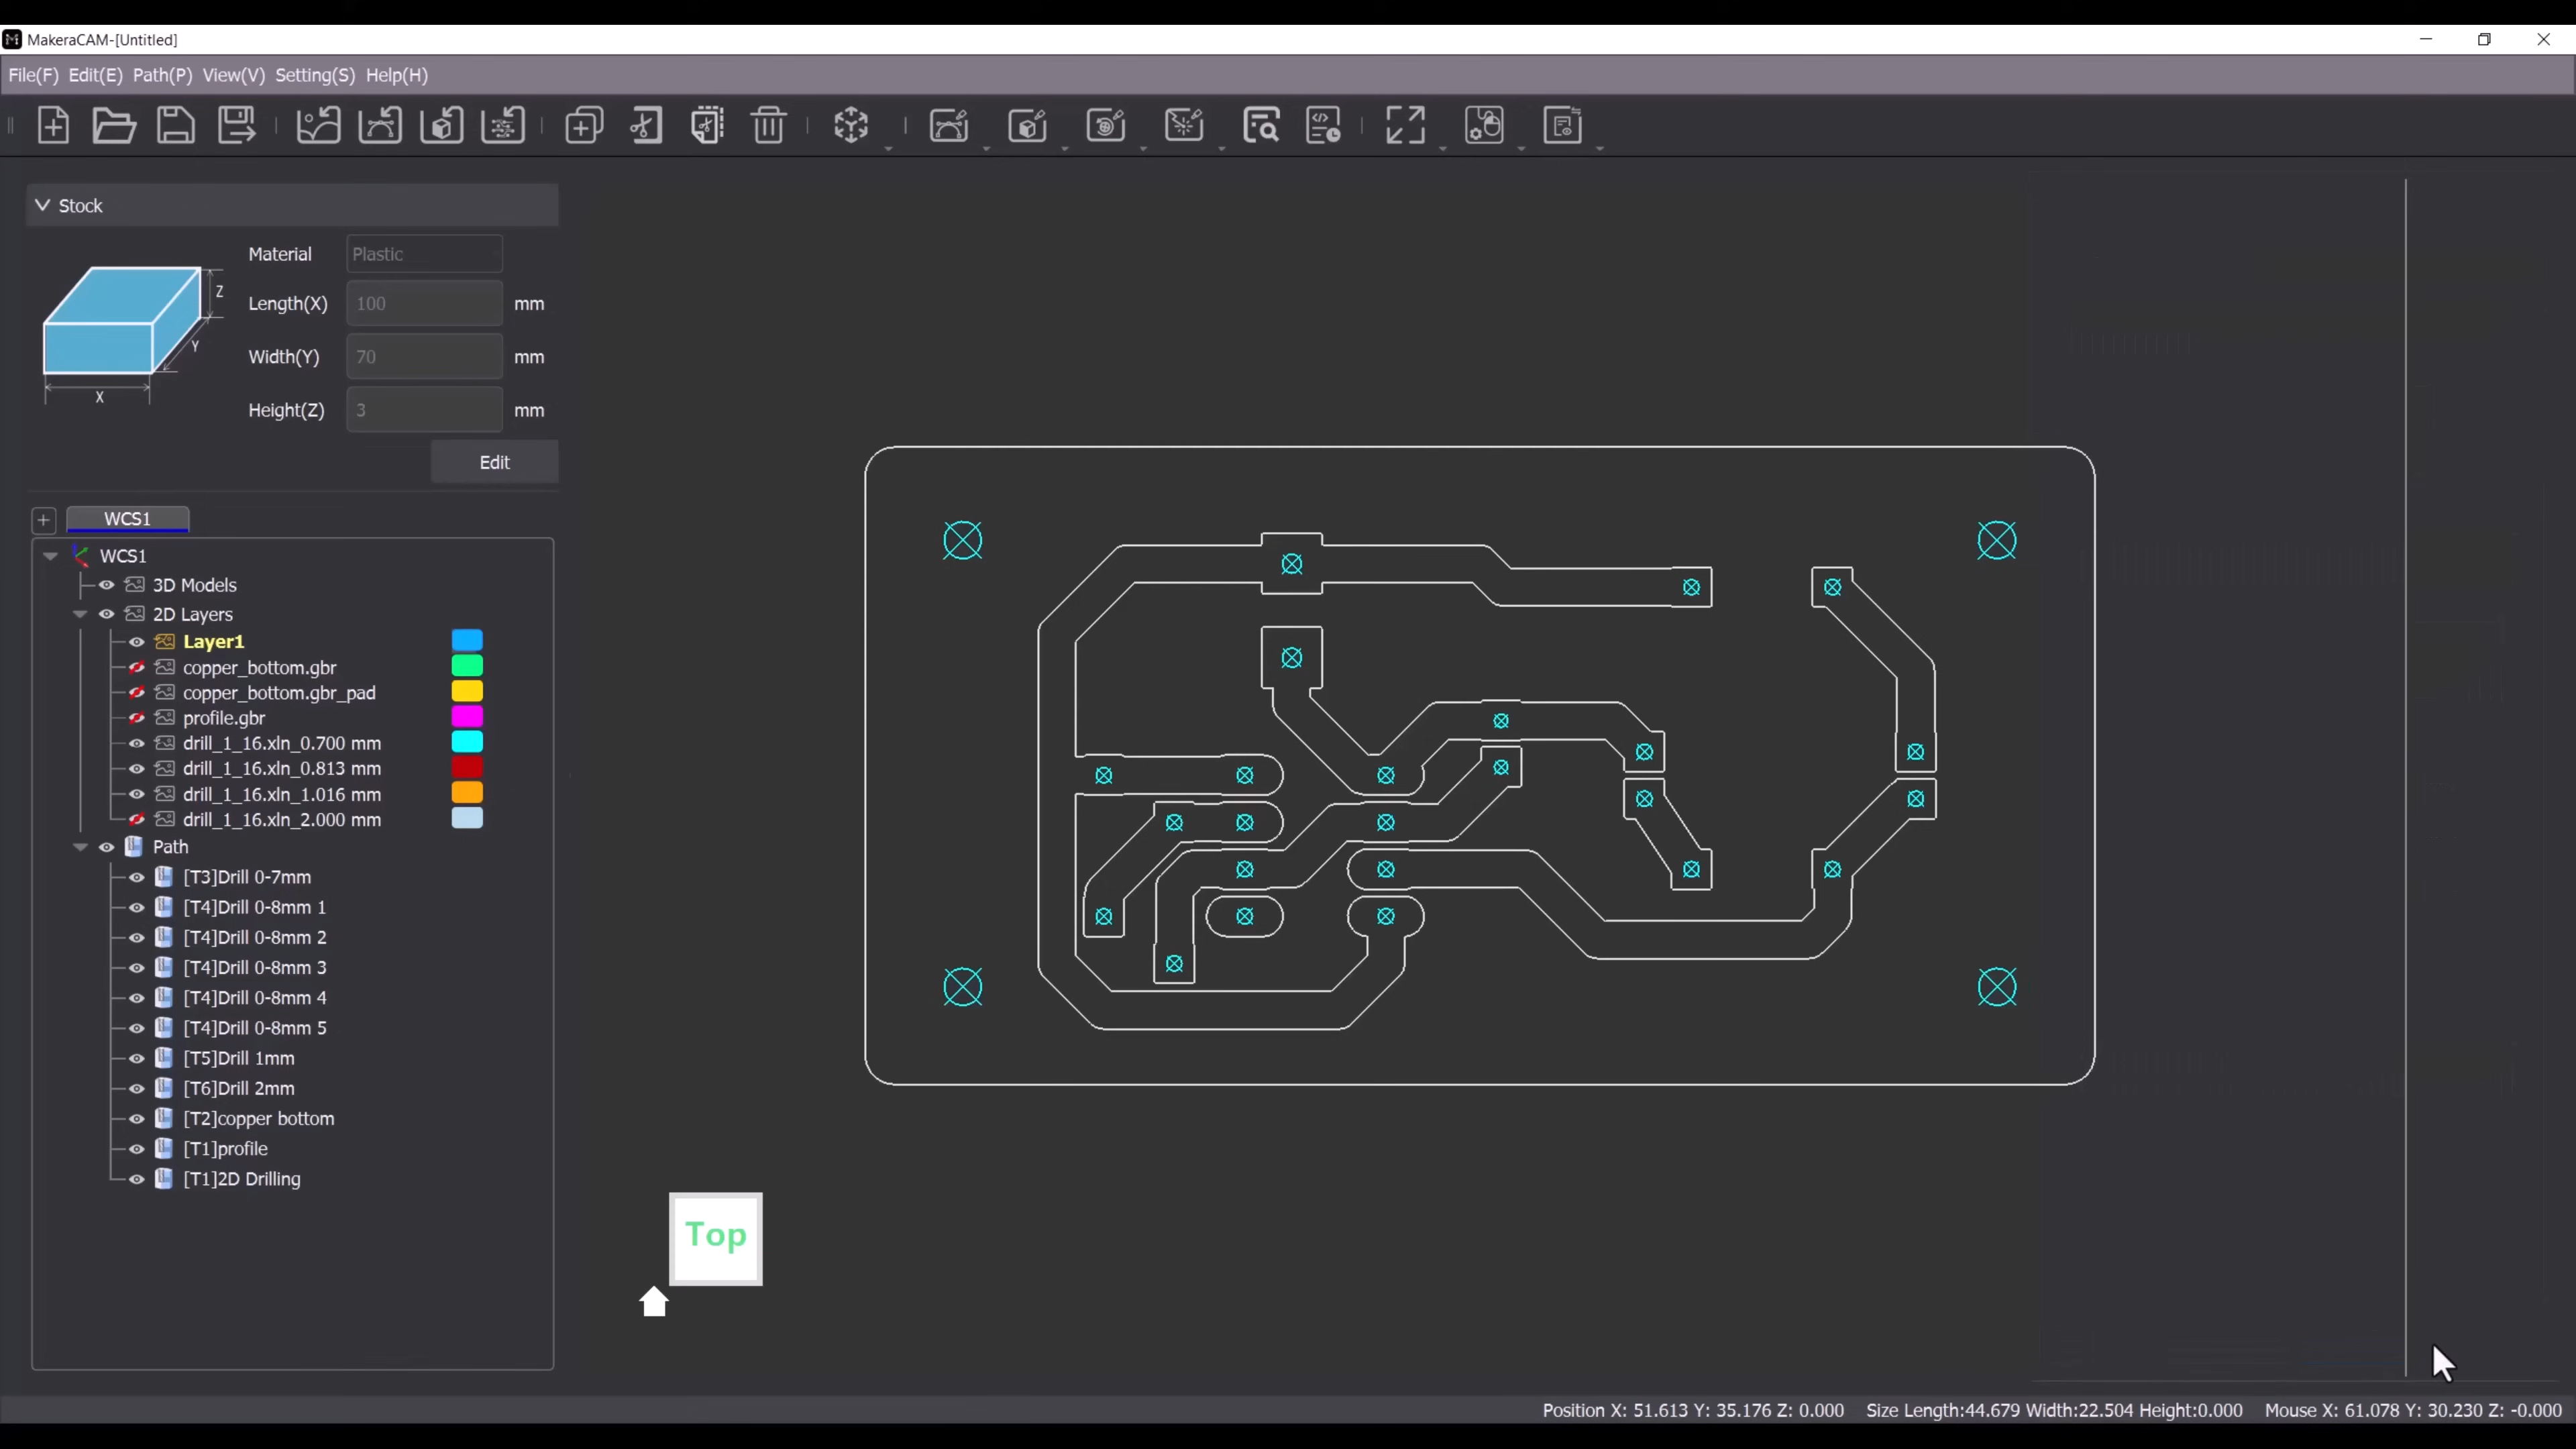 MakeraCAM-[Untitled]
File(F) Edit(E) Path(P) View(V) Setting(S) Help(H)
Stock
Material Plastic
Length(X) 100 mm
Width(Y) 70 mm
Height(Z) 3 mm
Z
Y
X
Edit
+ WCS1
WCS1
3D Models
2D Layers
Layer1
copper_bottom.gbr
copper_bottom.gbr_pad
profile.gbr
drill_1_16.xln_0.700 mm
drill_1_16.xln_0.813 mm
drill_1_16.xln_1.016 mm
drill_1_16.xln_2.000 mm
Path
[T3]Drill 0-7mm
[T4]Drill 0-8mm 1
[T4]Drill 0-8mm 2
[T4]Drill 0-8mm 3
[T4]Drill 0-8mm 4
[T4]Drill 0-8mm 5
[T5]Drill 1mm
[T6]Drill 2mm
[T2]copper bottom
[T1]profile
[T1]2D Drilling
Top
Position X: 51.613 Y: 35.176 Z: 0.000 Size Length:44.679 Width:22.504 Height:0.000 Mouse X: 61.078 Y: 30.230 Z: -0.000